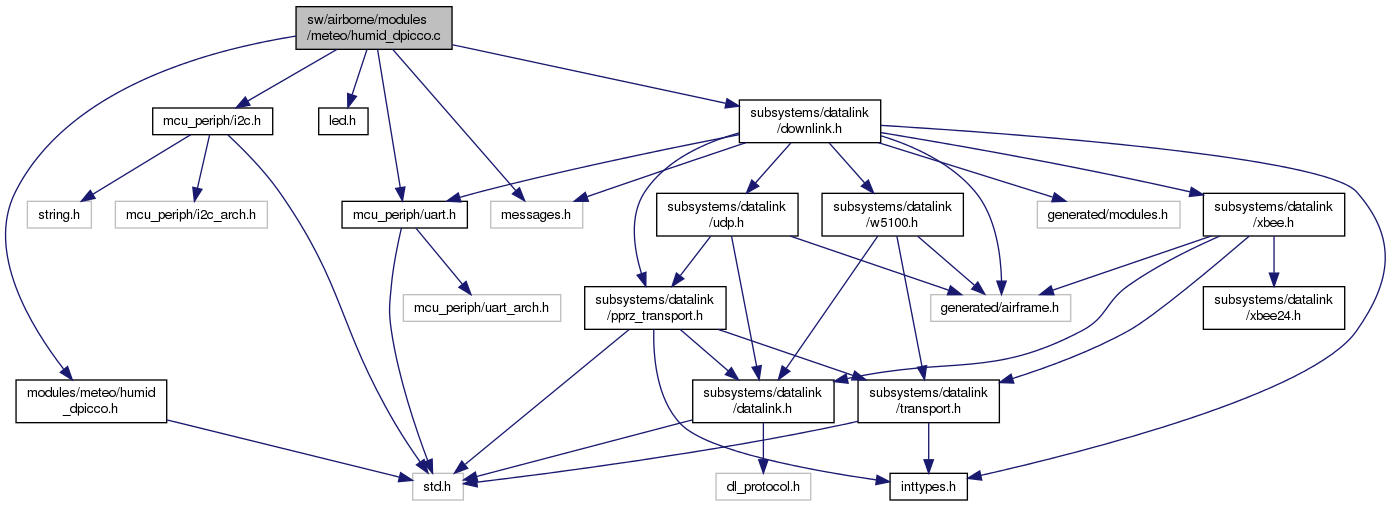 sw/airborne/modules
/meteo/humid_dpicco.c
mcu_periph/i2c.h
led.h
subsystems/datalink
/downlink.h
string.h
mcu_periph/i2c_arch.h
mcu_periph/uart.h
messages.h
subsystems/datalink
/udp.h
subsystems/datalink
/w5100.h
generated/modules.h
subsystems/datalink
/xbee.h
mcu_periph/uart_arch.h
subsystems/datalink
/pprz_transport.h
generated/airframe.h
subsystems/datalink
/xbee24.h
modules/meteo/humid
_dpicco.h
subsystems/datalink
/datalink.h
subsystems/datalink
/transport.h
std.h
dl_protocol.h
inttypes.h